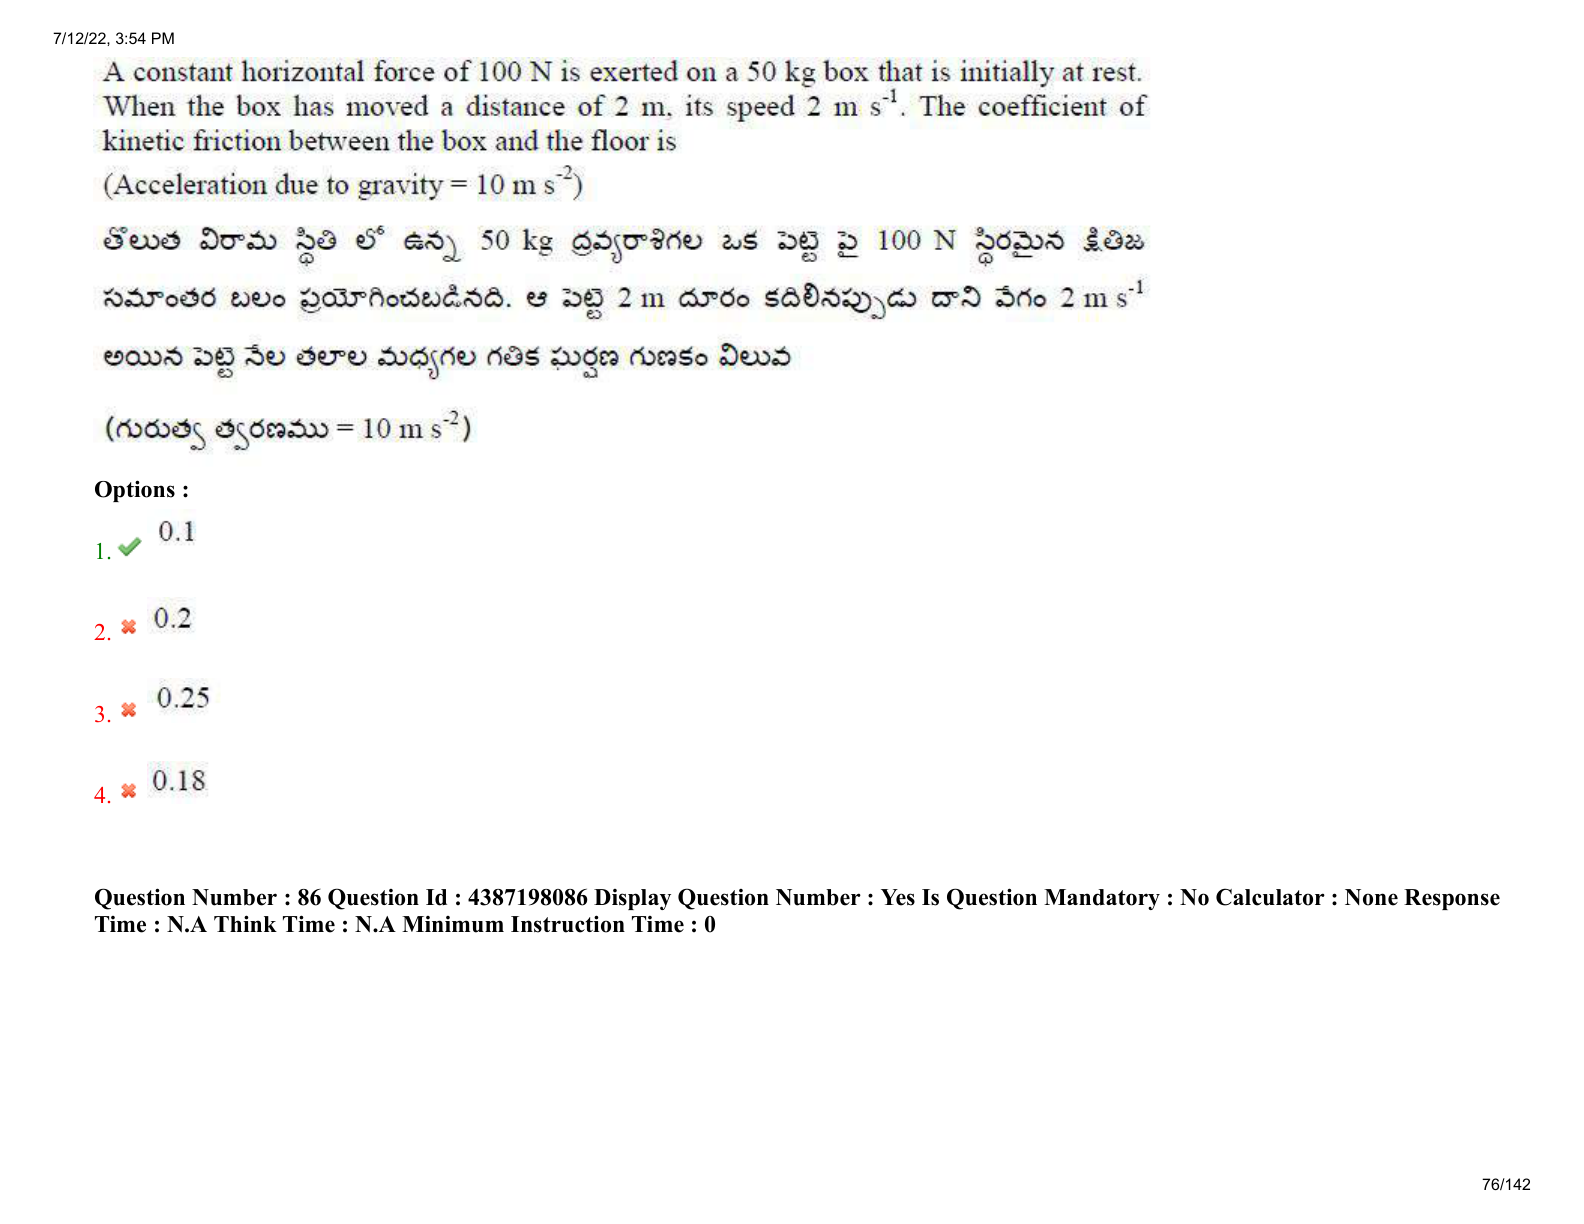 7/12/22, 3:54 PM
A constant horizontal force of 100 N is exerted on a 50 kg box that is initially at rest.
When the box has moved a distance of 2 m, its speed 2 m s⁻¹. The coefficient of
kinetic friction between the box and the floor is
(Acceleration due to gravity = 10 m s⁻²)
తొలుత విరామ స్థితి లో ఉన్న 50 kg ద్రవ్యరాశిగల ఒక పెట్టె పై 100 N స్థిరమైన క్షితిజ
సమాంతర బలం ప్రయోగించబడినది. ఆ పెట్టె 2 m దూరం కదిలినప్పుడు దాని వేగం 2 m s⁻¹
అయిన పెట్టె నేల తలాల మధ్యగల గతిక ఘర్షణ గుణకం విలువ
(గురుత్వ త్వరణము = 10 m s⁻²)
Options :
1. 0.1
2. 0.2
3. 0.25
4. 0.18
Question Number : 86 Question Id : 4387198086 Display Question Number : Yes Is Question Mandatory : No Calculator : None Response
Time : N.A Think Time : N.A Minimum Instruction Time : 0
76/142